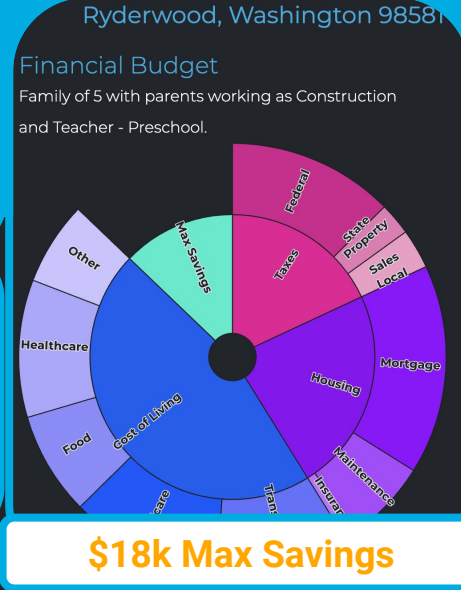 Ryderwood, Washington 98581
Financial Budget
Family of 5 with parents working as Construction
and Teacher - Preschool.
Federal
State
Property
Sales
Local
Max Savings
Taxes
Other
Healthcare
Mortgage
Housing
Cost of Living
Food
Maintenance
$18k Max Savings